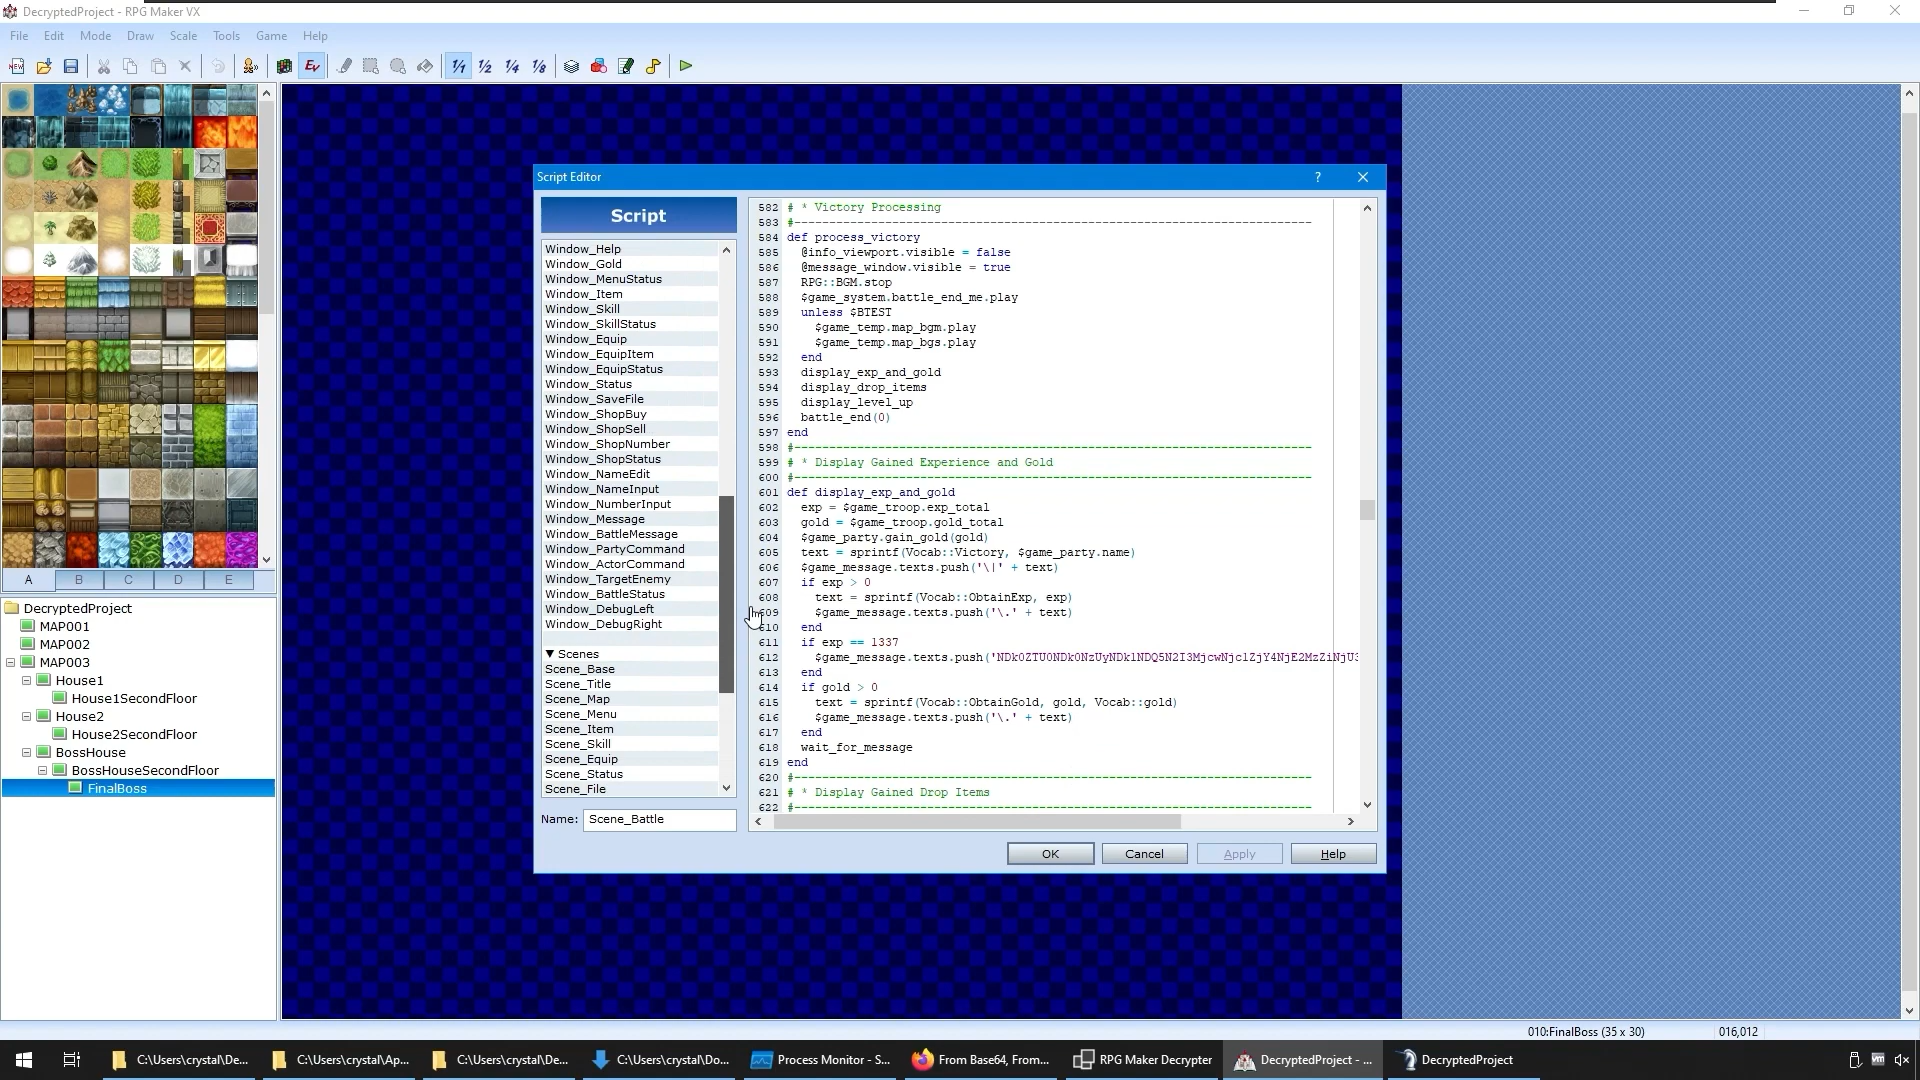 DecryptedProject - RPG Maker VX
File Edit Mode Draw Scale Tools Game Help
NEW EV 1/1 1/2 1/4 1/8
A B C D E
DecryptedProject
MAP001
MAP002
MAP003
House1
House1SecondFloor
House2
House2SecondFloor
BossHouse
BossHouseSecondFloor
FinalBoss
Script Editor
?
Script
Window_Help
Window_Gold
Window_MenuStatus
Window_Item
Window_Skill
Window_SkillStatus
Window_Equip
Window_EquipItem
Window_EquipStatus
Window_Status
Window_SaveFile
Window_ShopBuy
Window_ShopSell
Window_ShopNumber
Window_ShopStatus
Window_NameEdit
Window_NameInput
Window_NumberInput
Window_Message
Window_BattleMessage
Window_PartyCommand
Window_ActorCommand
Window_TargetEnemy
Window_BattleStatus
Window_DebugLeft
Window_DebugRight
▼ Scenes
Scene_Base
Scene_Title
Scene_Map
Scene_Menu
Scene_Item
Scene_Skill
Scene_Equip
Scene_Status
Scene_File
Name: Scene_Battle
582 # * Victory Processing
583 #--------------------------------------------------------------------------
584 def process_victory
585 @info_viewport.visible = false
586 @message_window.visible = true
587 RPG::BGM.stop
588 $game_system.battle_end_me.play
589 unless $BTEST
590 $game_temp.map_bgm.play
591 $game_temp.map_bgs.play
592 end
593 display_exp_and_gold
594 display_drop_items
595 display_level_up
596 battle_end(0)
597 end
598 #--------------------------------------------------------------------------
599 # * Display Gained Experience and Gold
600 #--------------------------------------------------------------------------
601 def display_exp_and_gold
602 exp = $game_troop.exp_total
603 gold = $game_troop.gold_total
604 $game_party.gain_gold(gold)
605 text = sprintf(Vocab::Victory, $game_party.name)
606 $game_message.texts.push('\|' + text)
607 if exp > 0
608 text = sprintf(Vocab::ObtainExp, exp)
609 $game_message.texts.push('\.' + text)
610 end
611 if exp == 1337
612 $game_message.texts.push('
613 end
614 if gold > 0
615 text = sprintf(Vocab::ObtainGold, gold, Vocab::gold)
616 $game_message.texts.push('\.' + text)
617 end
618 wait_for_message
619 end
620 #--------------------------------------------------------------------------
621 # * Display Gained Drop Items
622 #--------------------------------------------------------------------------
OK Cancel Apply Help
010:FinalBoss (35 x 30) 016,012
C:\Users\crystal\De... C:\Users\crystal\Ap... C:\Users\crystal\De... C:\Users\crystal\Do... Process Monitor - S... From Base64, From... RPG Maker Decrypter DecryptedProject - ... DecryptedProject